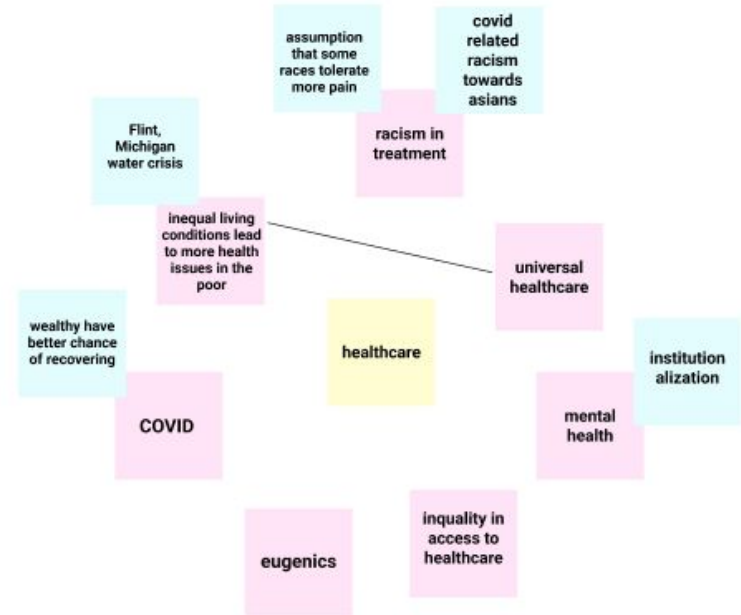 assumption
that some
races tolerate
more pain
covid
related
racism
towards
asians
racism in
treatment
Flint,
Michigan
water crisis
inequal living
conditions lead
to more health
issues in the
poor
universal
healthcare
wealthy have
better chance
of recovering
healthcare
institution
alization
COVID
mental
health
inquality in
access to
healthcare
eugenics